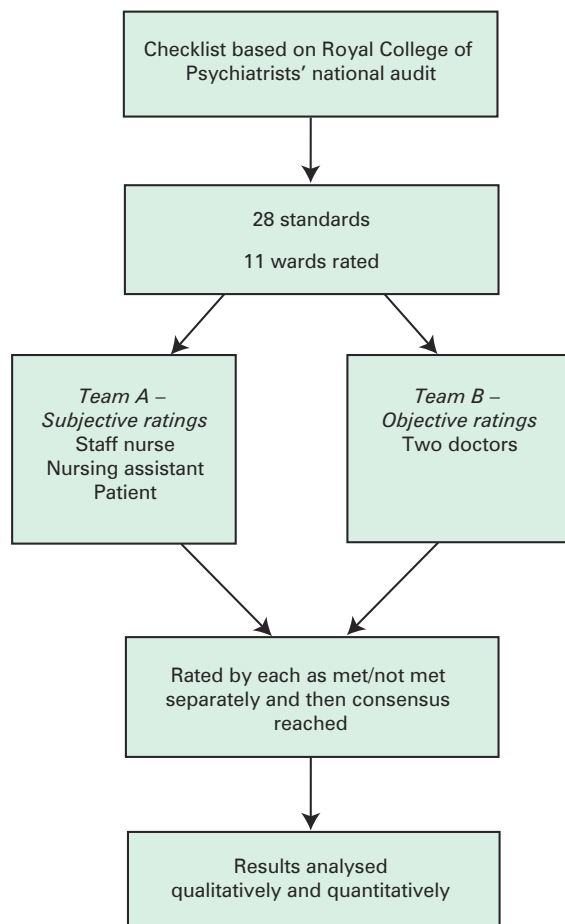 Checklist based on Royal College of
Psychiatrists’ national audit
28 standards
11 wards rated
Team A –
Subjective ratings
Staff nurse
Nursing assistant
Patient
Team B –
Objective ratings
Two doctors
Rated by each as met/not met
separately and then consensus
reached
Results analysed
qualitatively and quantitatively